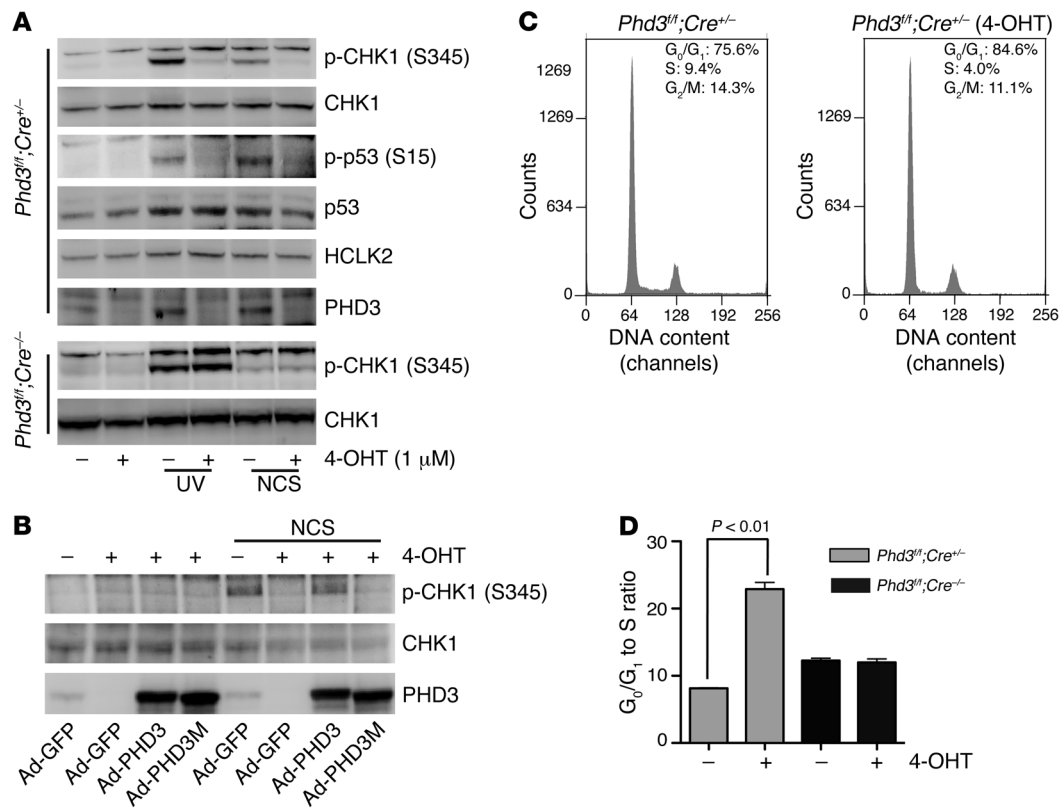 A
Phd3f/f;Cre+/–
p-CHK1 (S345)
CHK1
p-p53 (S15)
p53
HCLK2
PHD3
Phd3f/f;Cre–/–
p-CHK1 (S345)
CHK1
– + – + – + 4-OHT (1 μM)
UV NCS
B
NCS
– + + + – + + + 4-OHT
p-CHK1 (S345)
CHK1
PHD3
Ad-GFP Ad-GFP Ad-PHD3 Ad-PHD3M Ad-GFP Ad-GFP Ad-PHD3 Ad-PHD3M
C
Phd3f/f;Cre+/–
G0/G1: 75.6%
S: 9.4%
G2/M: 14.3%
Counts
1269
1269
634
0
0 64 128 192 256
DNA content
(channels)
Phd3f/f;Cre+/– (4-OHT)
G0/G1: 84.6%
S: 4.0%
G2/M: 11.1%
Counts
1269
634
0
0 64 128 192 256
DNA content
(channels)
D
P < 0.01
G0/G1 to S ratio
30
20
10
0
Phd3f/f;Cre+/–
Phd3f/f;Cre–/–
– + – + 4-OHT